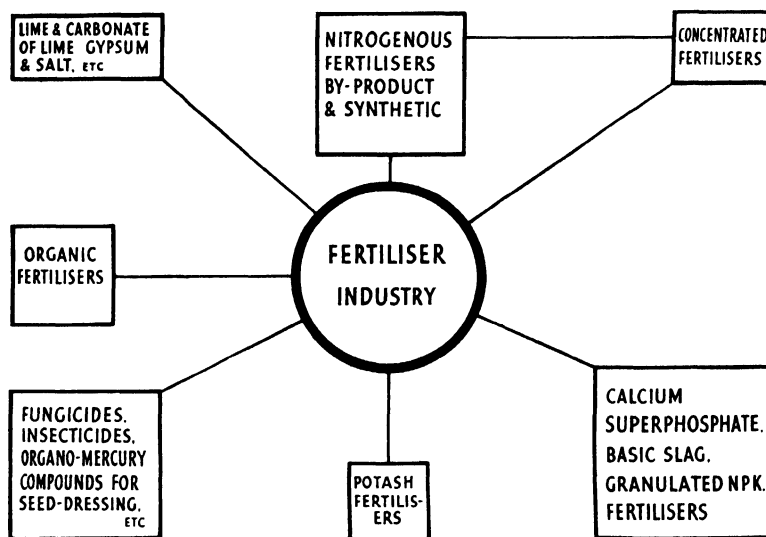 LIME & CARBONATE
OF LIME GYPSUM
& SALT, ETC
NITROGENOUS
FERTILISERS
BY-PRODUCT
& SYNTHETIC
CONCENTRATED
FERTILISERS
ORGANIC
FERTILISERS
FERTILISER
INDUSTRY
FUNGICIDES,
INSECTICIDES,
ORGANO-MERCURY
COMPOUNDS FOR
SEED-DRESSING,
ETC
POTASH
FERTILIS-
ERS
CALCIUM
SUPERPHOSPHATE,
BASIC SLAG,
GRANULATED NPK.
FERTILISERS